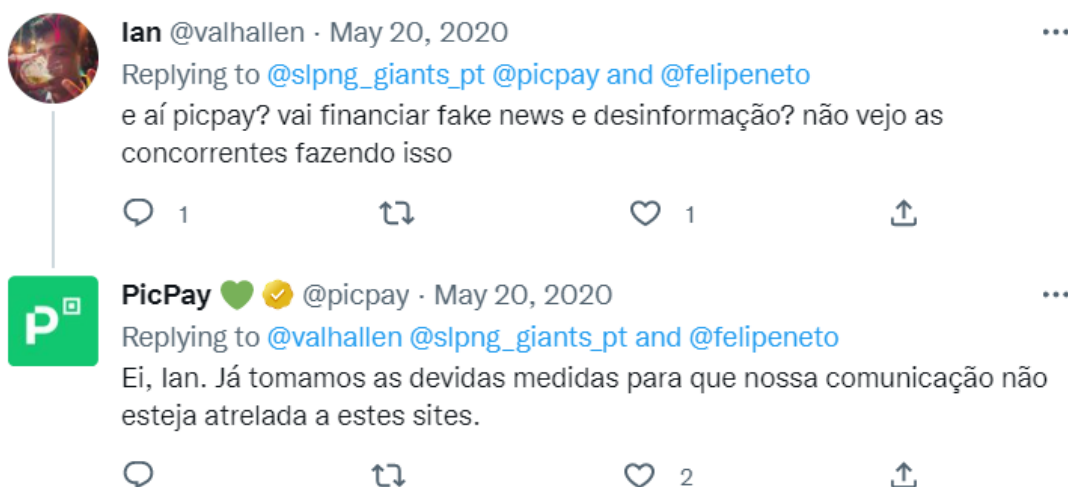 Ian @valhallen · May 20, 2020
Replying to @slpng_giants_pt @picpay and @felipeneto
e aí picpay? vai financiar fake news e desinformação? não vejo as
concorrentes fazendo isso
1 1
PicPay 💚 @picpay · May 20, 2020
Replying to @valhallen @slpng_giants_pt and @felipeneto
Ei, Ian. Já tomamos as devidas medidas para que nossa comunicação não
esteja atrelada a estes sites.
2